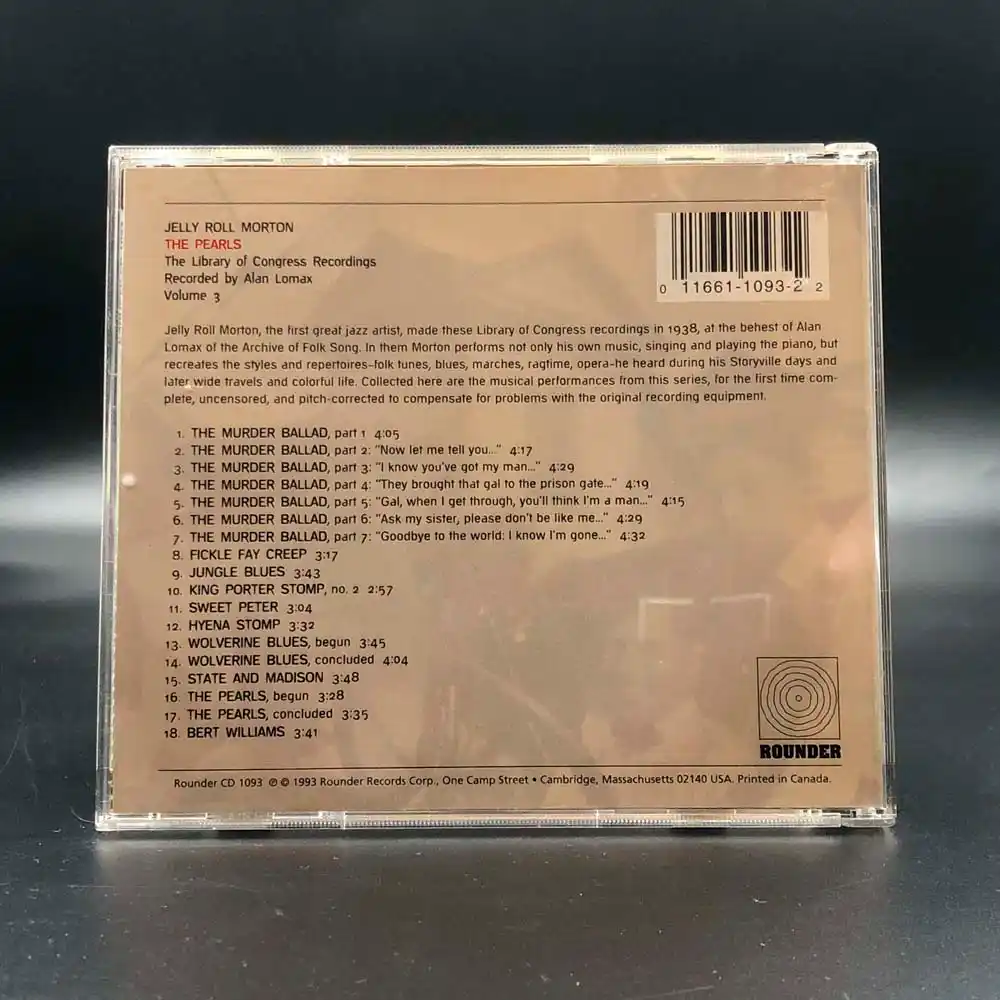 JELLY ROLL MORTON
THE PEARLS
The Library of Congress Recordings
Recorded by Alan Lomax
Volume 3
0 11661-1093-2 2
Jelly Roll Morton, the first great jazz artist, made these Library of Congress recordings in 1938, at the behest of Alan
Lomax of the Archive of Folk Song. In them Morton performs not only his own music, singing and playing the piano, but
recreates the styles and repertoires–folk tunes, blues, marches, ragtime, opera–he heard during his Storyville days and
later wide travels and colorful life. Collected here are the musical performances from this series, for the first time com-
plete, uncensored, and pitch-corrected to compensate for problems with the original recording equipment.
1. THE MURDER BALLAD, part 1 4:05
2. THE MURDER BALLAD, part 2: "Now let me tell you..." 4:17
3. THE MURDER BALLAD, part 3: "I know you've got my man..." 4:29
4. THE MURDER BALLAD, part 4: "They brought that gal to the prison gate..." 4:19
5. THE MURDER BALLAD, part 5: "Gal, when I get through, you'll think I'm a man..." 4:15
6. THE MURDER BALLAD, part 6: "Ask my sister, please don't be like me..." 4:29
7. THE MURDER BALLAD, part 7: "Goodbye to the world: I know I'm gone..." 4:32
8. FICKLE FAY CREEP 3:17
9. JUNGLE BLUES 3:43
10. KING PORTER STOMP, no. 2 2:57
11. SWEET PETER 3:04
12. HYENA STOMP 3:32
13. WOLVERINE BLUES, begun 3:45
14. WOLVERINE BLUES, concluded 4:04
15. STATE AND MADISON 3:48
16. THE PEARLS, begun 3:28
17. THE PEARLS, concluded 3:35
18. BERT WILLIAMS 3:41
ROUNDER
Rounder CD 1093 ℗ © 1993 Rounder Records Corp., One Camp Street • Cambridge, Massachusetts 02140 USA. Printed in Canada.